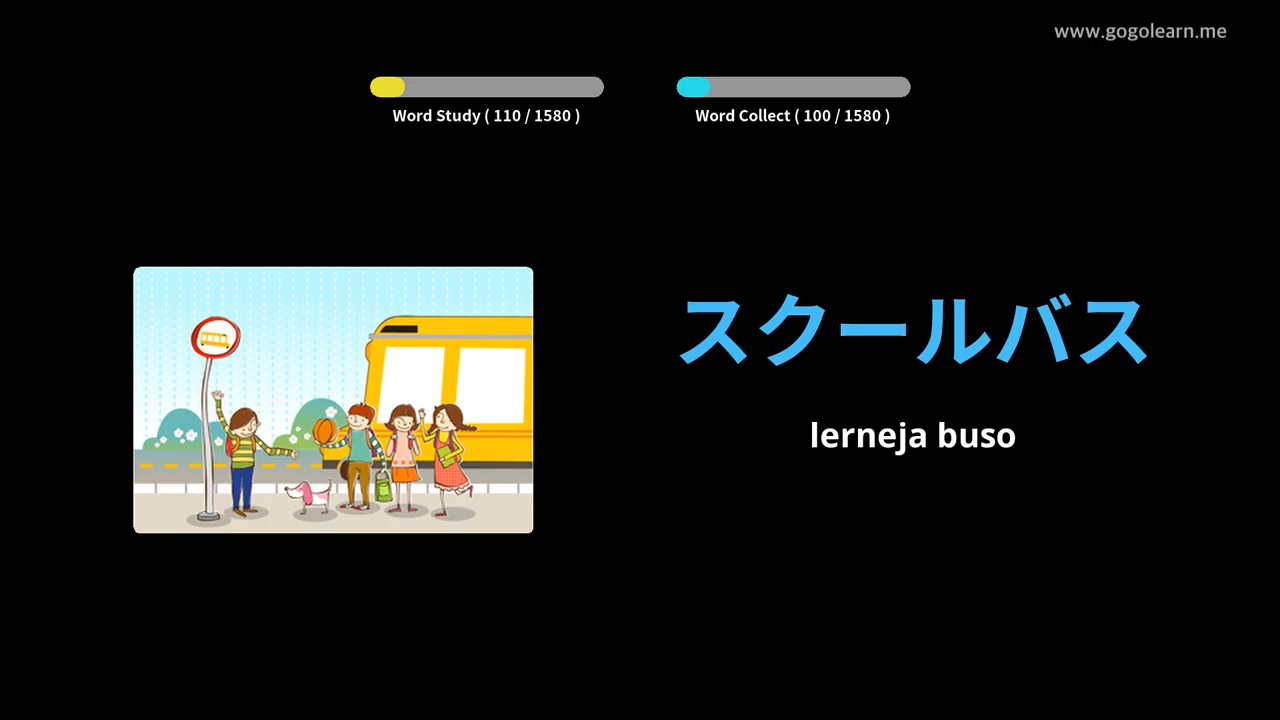 www.gogolearn.me
Word Study ( 110 / 1580 )
Word Collect ( 100 / 1580 )
スクールバス
lerneja buso